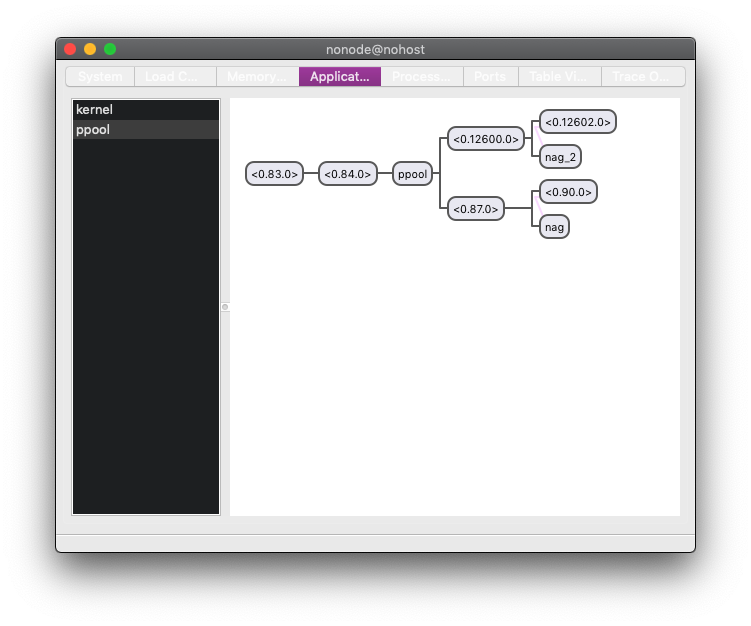 nonode@nohost
System Load C... Memory... Applicat... Process... Ports Table Vi... Trace O...
kernel
ppool
<0.83.0> <0.84.0> ppool
<0.12600.0> <0.12602.0>
nag_2
<0.87.0> <0.90.0>
nag